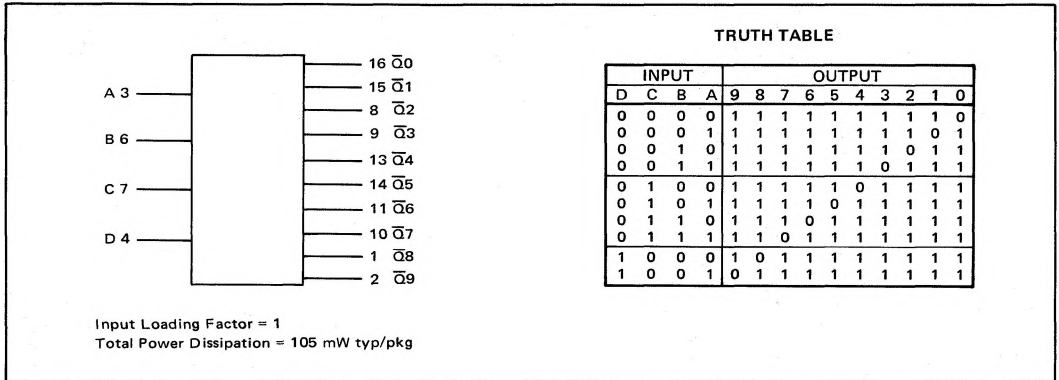 A 3
B 6
C 7
D 4
16 Q̅0
15 Q̅1
8 Q̅2
9 Q̅3
13 Q̅4
14 Q̅5
11 Q̅6
10 Q̅7
1 Q̅8
2 Q̅9
Input Loading Factor = 1
Total Power Dissipation = 105 mW typ/pkg
TRUTH TABLE
INPUT OUTPUT
D C B A 9 8 7 6 5 4 3 2 1 0
0 0 0 0 1 1 1 1 1 1 1 1 1 0
0 0 0 1 1 1 1 1 1 1 1 1 0 1
0 0 1 0 1 1 1 1 1 1 1 0 1 1
0 0 1 1 1 1 1 1 1 1 0 1 1 1
0 1 0 0 1 1 1 1 1 0 1 1 1 1
0 1 0 1 1 1 1 1 0 1 1 1 1 1
0 1 1 0 1 1 1 0 1 1 1 1 1 1
0 1 1 1 1 1 0 1 1 1 1 1 1 1
1 0 0 0 1 0 1 1 1 1 1 1 1 1
1 0 0 1 0 1 1 1 1 1 1 1 1 1